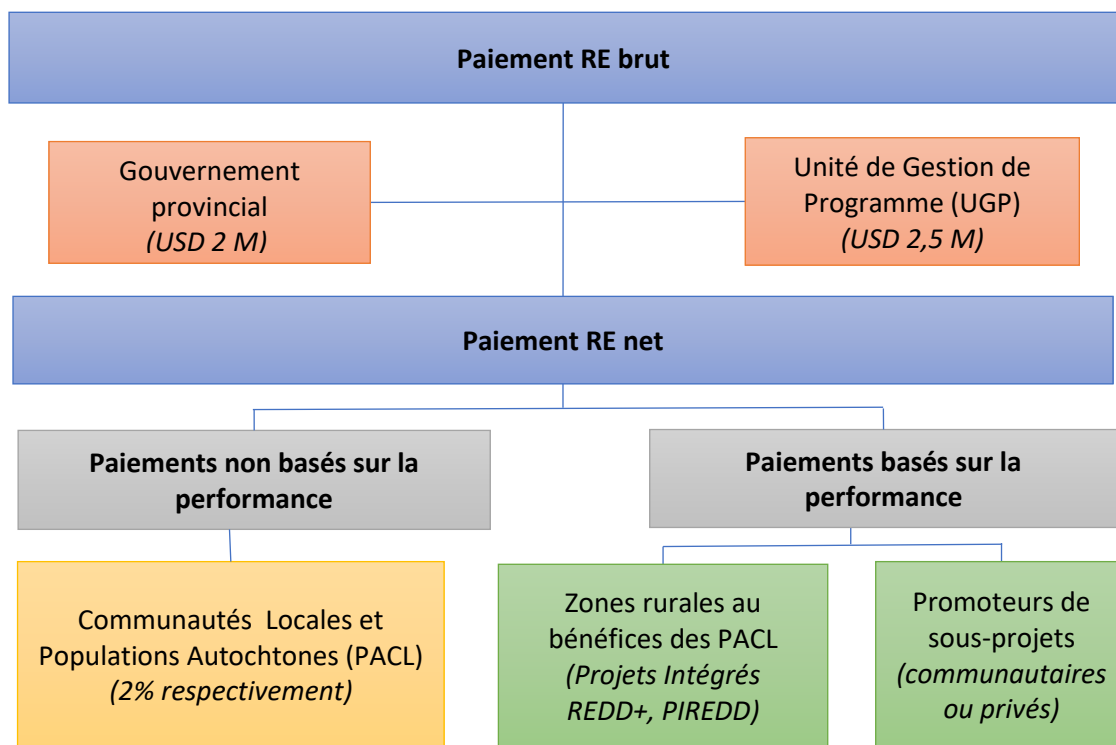 Paiement RE brut
Gouvernement
provincial
(USD 2 M)
Unité de Gestion de
Programme (UGP)
(USD 2,5 M)
Paiement RE net
Paiements non basés sur la
performance
Paiements basés sur la
performance
Communautés Locales et
Populations Autochtones (PACL)
(2% respectivement)
Zones rurales au
bénéfices des PACL
(Projets Intégrés
REDD+, PIREDD)
Promoteurs de
sous-projets
(communautaires
ou privés)